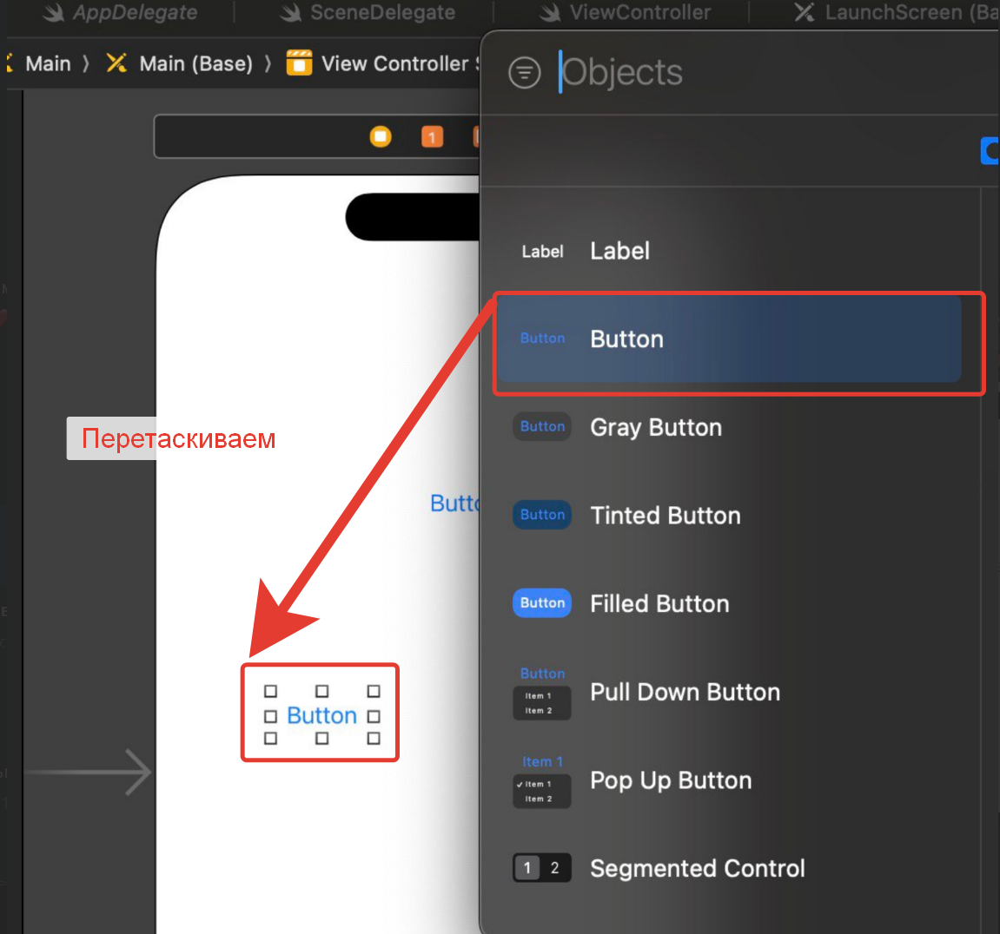 AppDelegate
SceneDelegate
ViewController
LaunchScreen (Ba
Main
Main (Base)
View Controller
Objects
1
Label
Label
Button
Button
Перетаскиваем
Button
Gray Button
Butto
Button
Tinted Button
Button
Filled Button
Button
Item 1
Item 2
Pull Down Button
Button
Item 1
Item 1
Item 2
Pop Up Button
1 2
Segmented Control